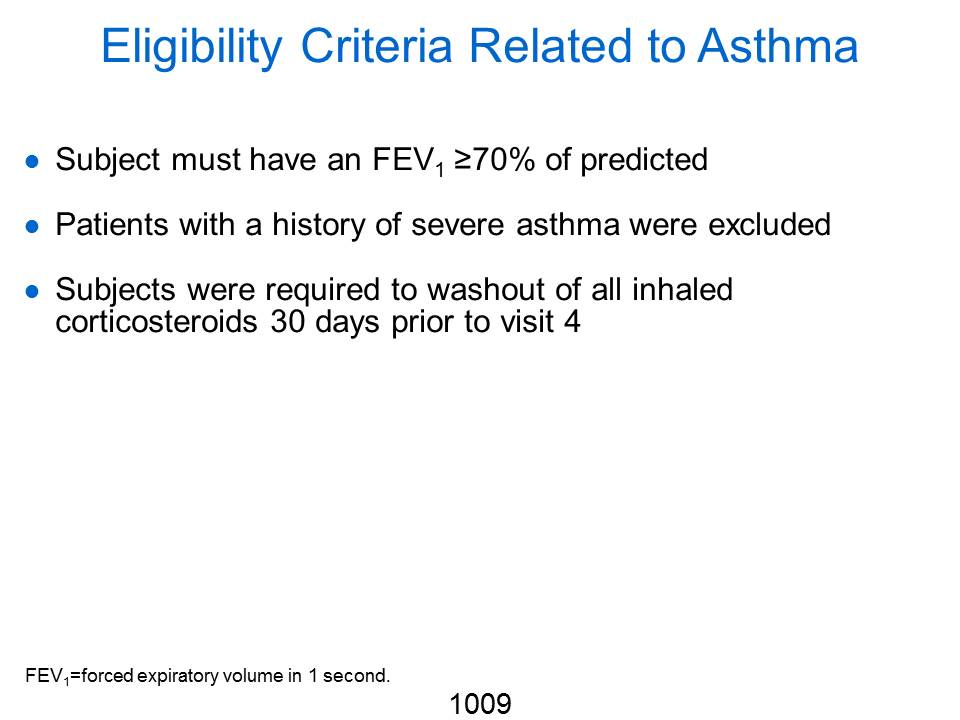 Eligibility Criteria Related to Asthma
● Subject must have an FEV₁ ≥70% of predicted
● Patients with a history of severe asthma were excluded
● Subjects were required to washout of all inhaled
corticosteroids 30 days prior to visit 4
FEV₁=forced expiratory volume in 1 second.
1009